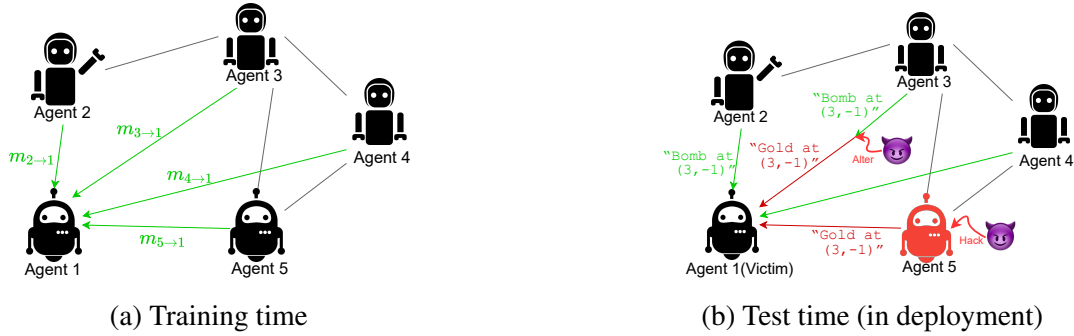 Agent 2
Agent 3
Agent 4
m2→1
m3→1
m4→1
m5→1
Agent 1
Agent 5
(a) Training time
Agent 2
Agent 3
Agent 4
“Bomb at
(3,-1)”
“Bomb at
(3,-1)”
“Gold at
(3,-1)”
Alter
“Gold at
(3,-1)”
Hack
Agent 1(Victim)
Agent 5
(b) Test time (in deployment)